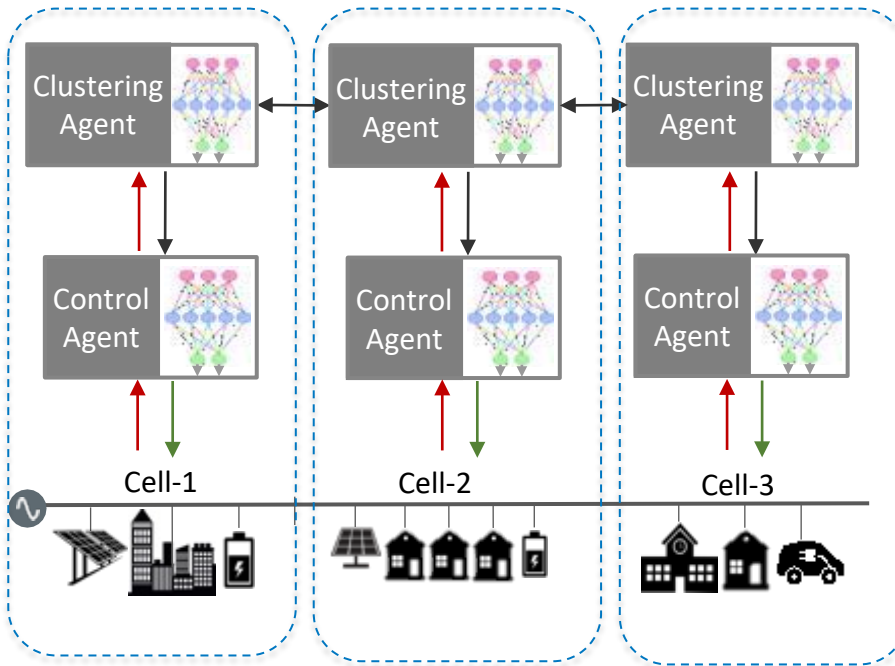 Clustering
Agent
Clustering
Agent
Clustering
Agent
Control
Agent
Control
Agent
Control
Agent
Cell-1
Cell-2
Cell-3